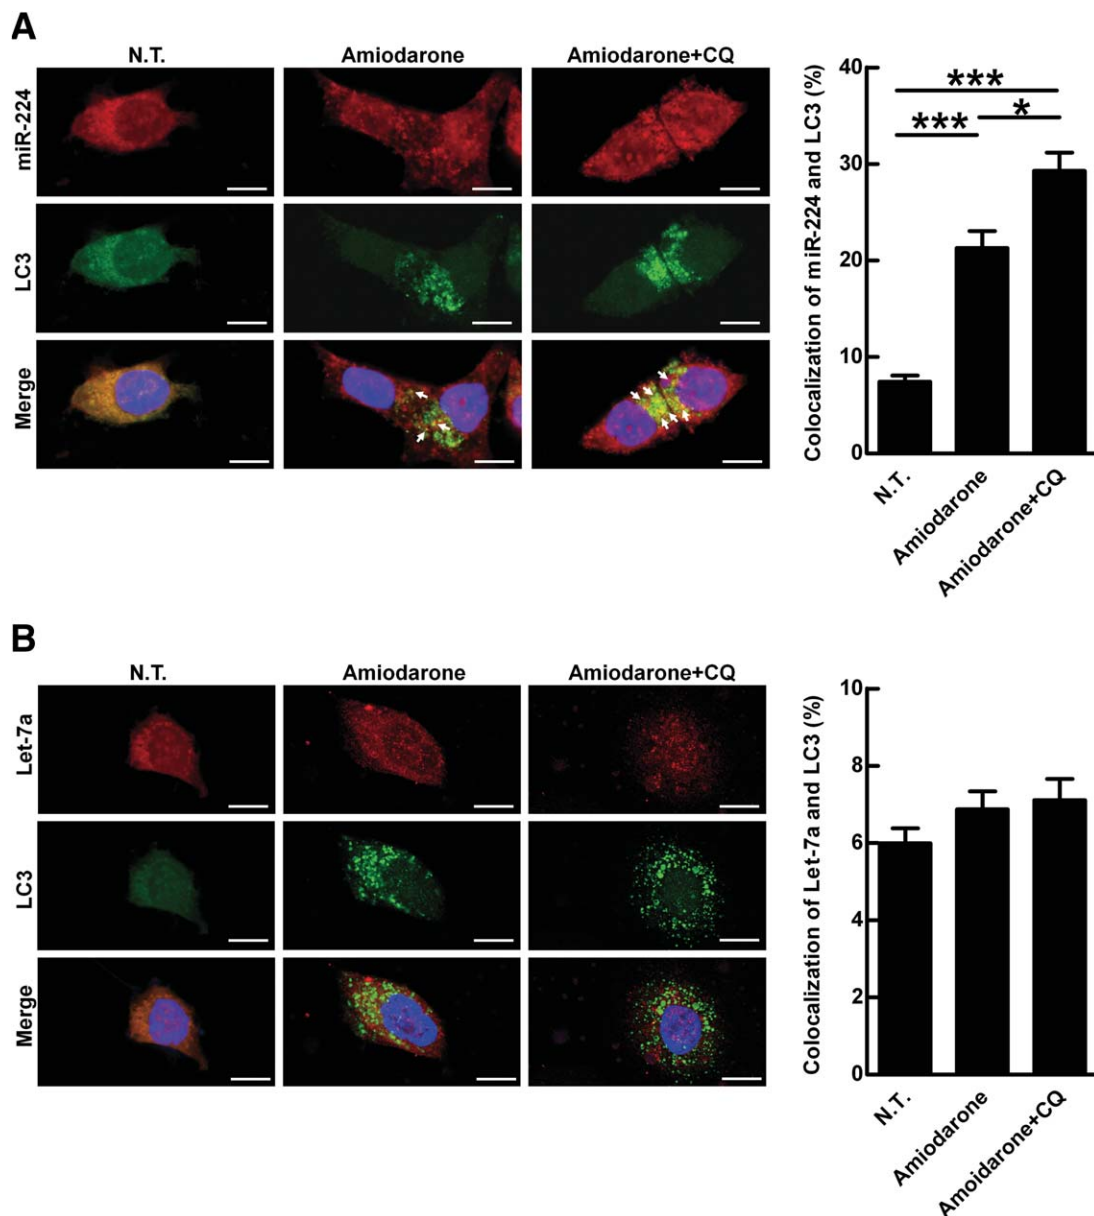 A
N.T.
Amiodarone
Amiodarone+CQ
miR-224
LC3
Merge
Colocalization of miR-224 and LC3 (%)
40
30
20
10
0
***
***
*
N.T.
Amiodarone
Amiodarone+CQ
B
N.T.
Amiodarone
Amiodarone+CQ
Let-7a
LC3
Merge
Colocalization of Let-7a and LC3 (%)
10
8
6
4
2
0
N.T.
Amiodarone
Amoidarone+CQ